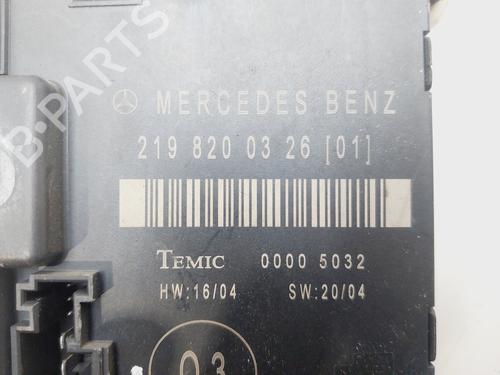 B-PARTS
MERCEDES BENZ
219 820 03 26 [01]
TEMIC 0000 5032
HW:16/04 SW:20/04
03